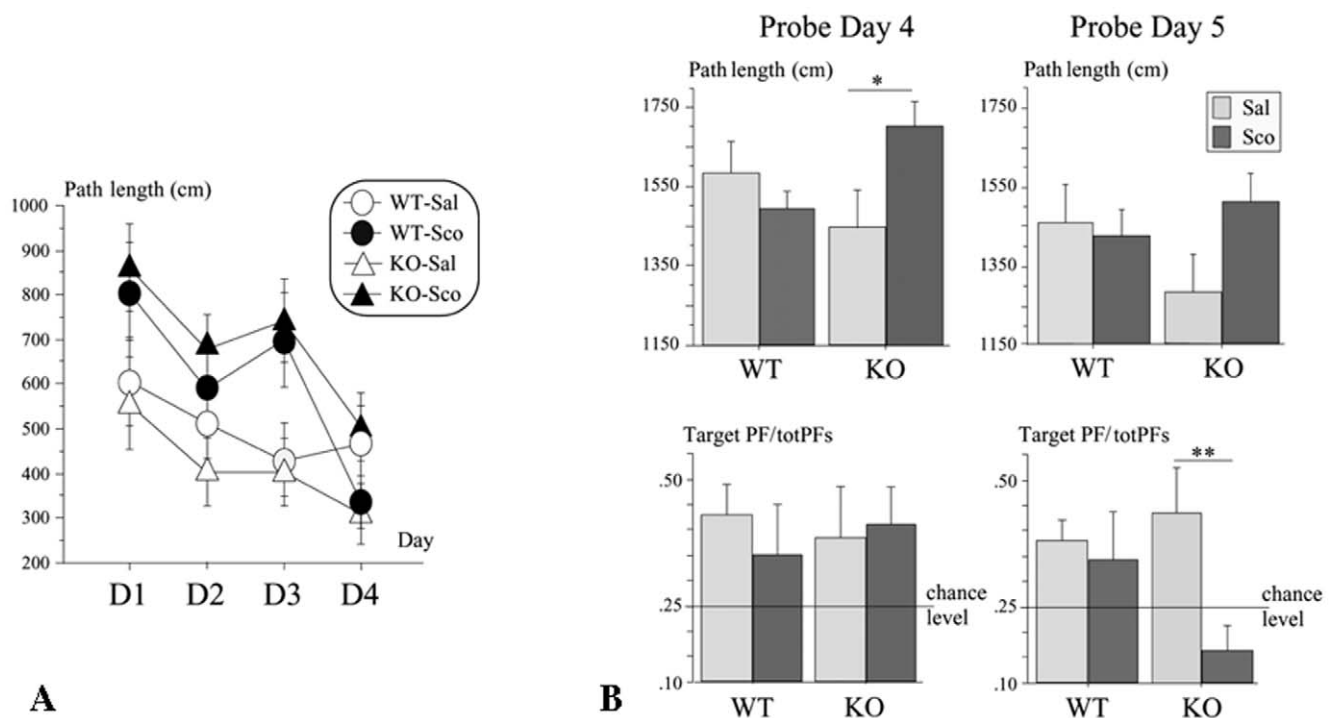 Path length (cm)
1000
900
800
700
600
500
400
300
200
WT-Sal
WT-Sco
KO-Sal
KO-Sco
Day
D1 D2 D3 D4
A
Probe Day 4
Path length (cm)
1750
1550
1350
1150
*
WT KO
Probe Day 5
Path length (cm)
1750
1550
1350
1150
Sal
Sco
WT KO
Target PF/totPFs
.50
.25
.10
chance
level
WT KO
Target PF/totPFs
.50
.25
.10
**
chance
level
WT KO
B